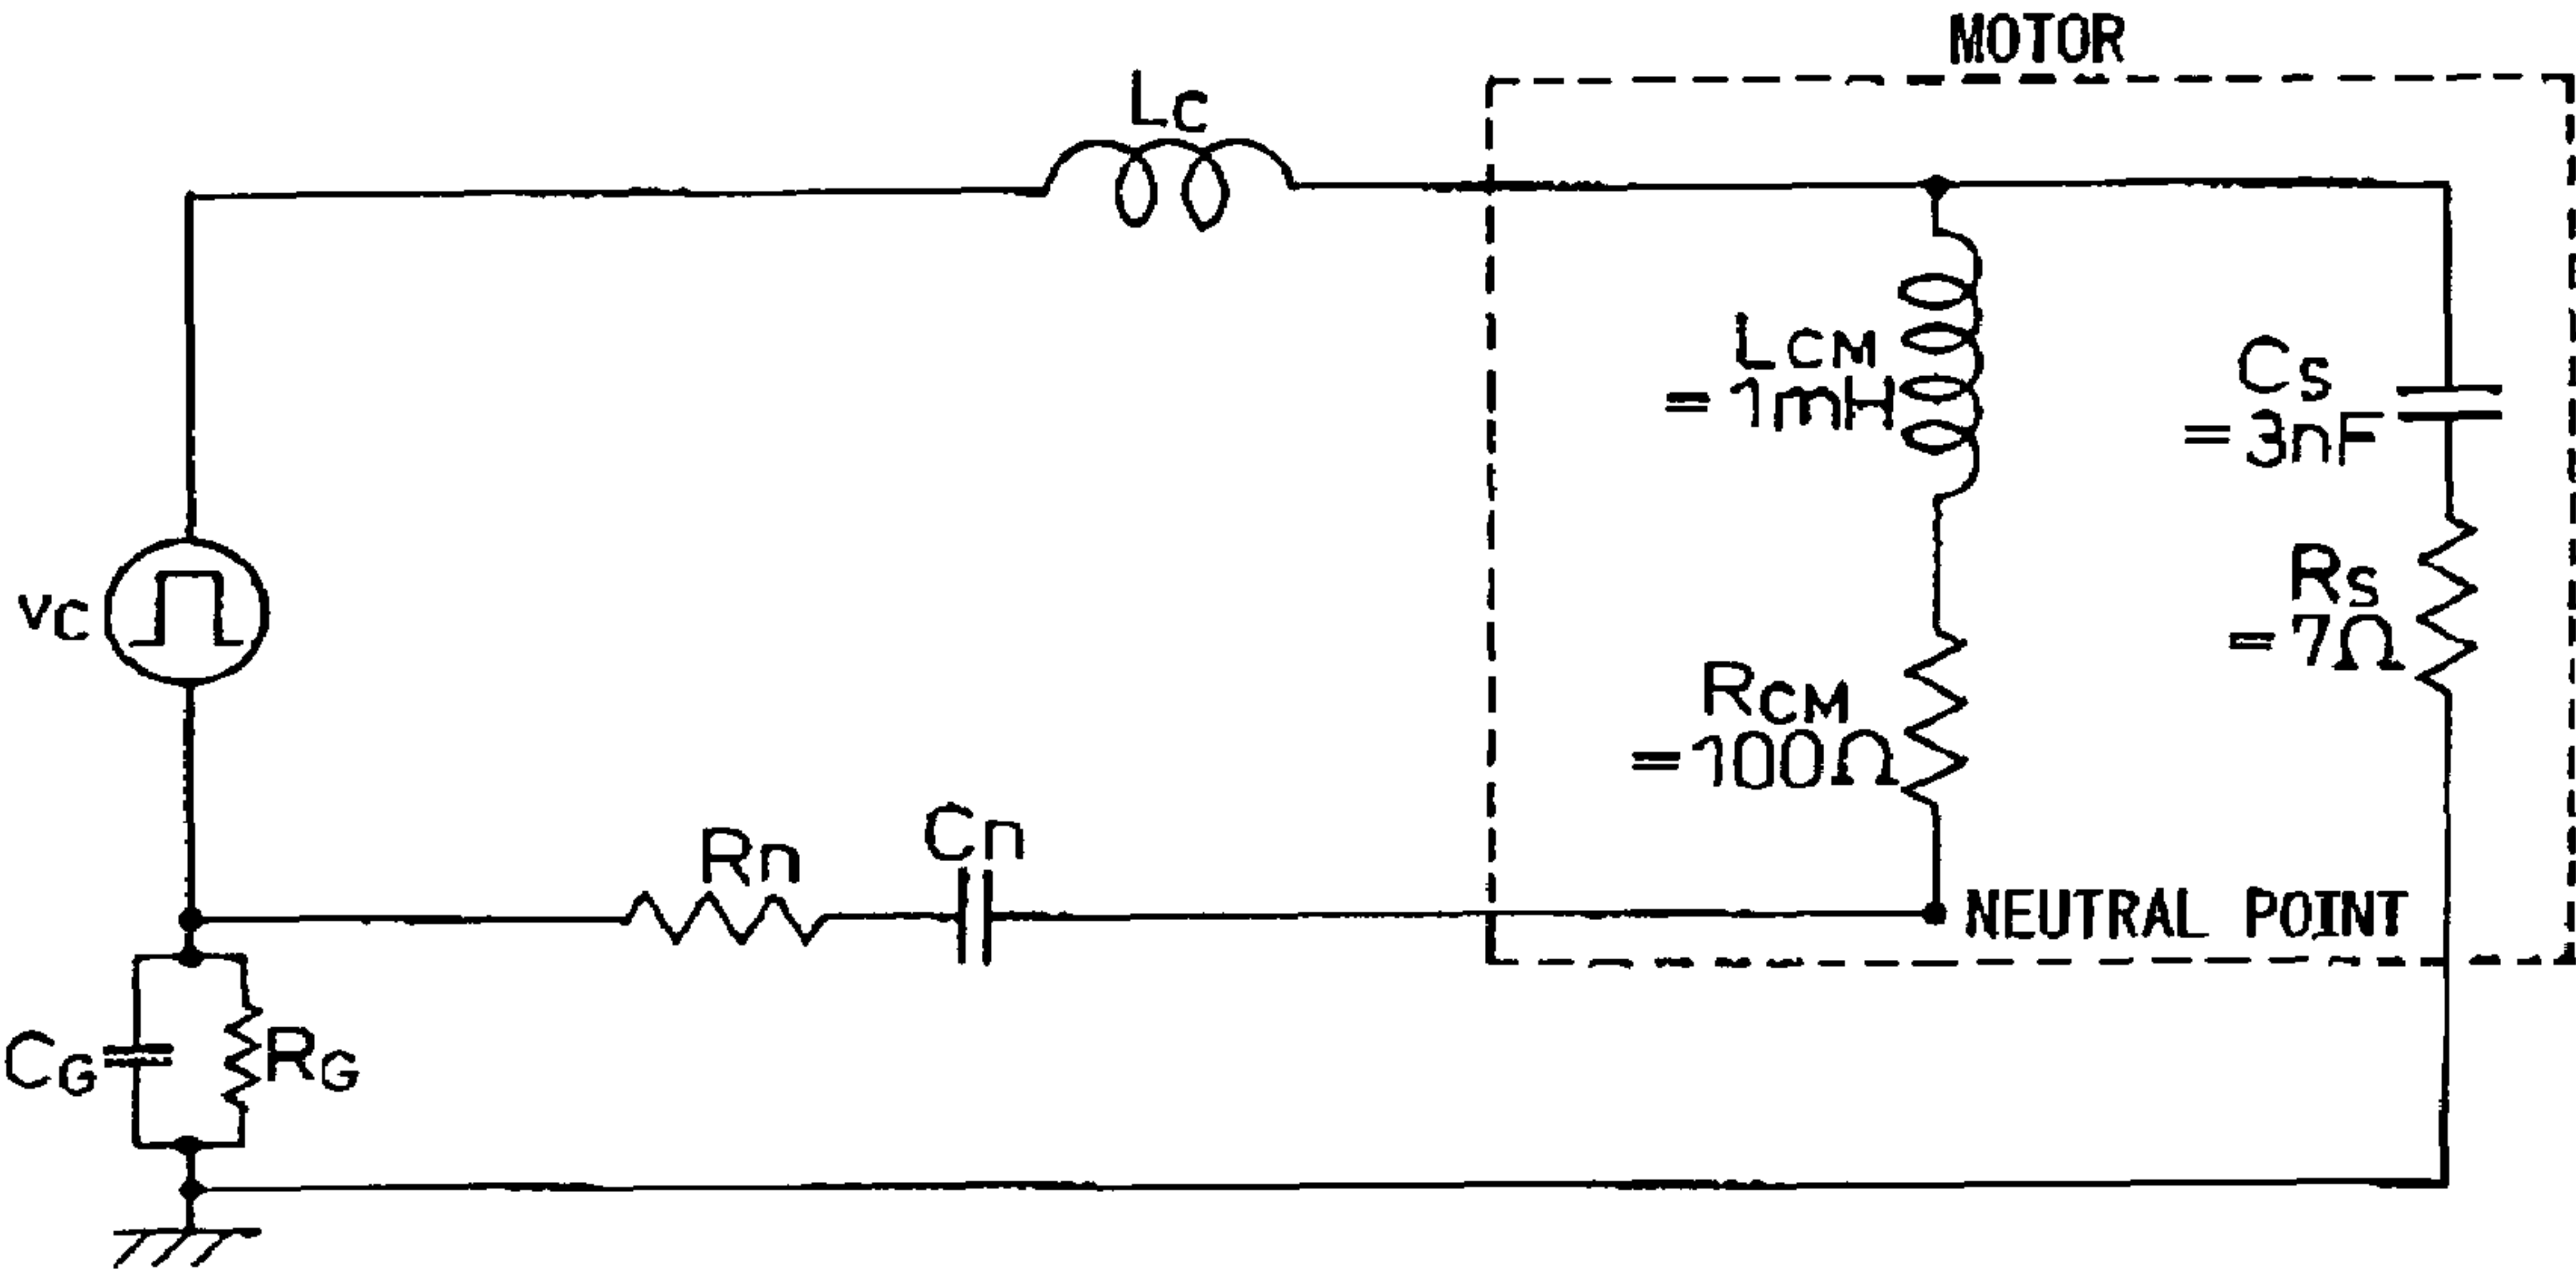 MOTOR
LC
LCM
=1mH
CS
=3nF
vC
RS
=7Ω
RCM
=100Ω
Rn
Cn
NEUTRAL POINT
CG
RG